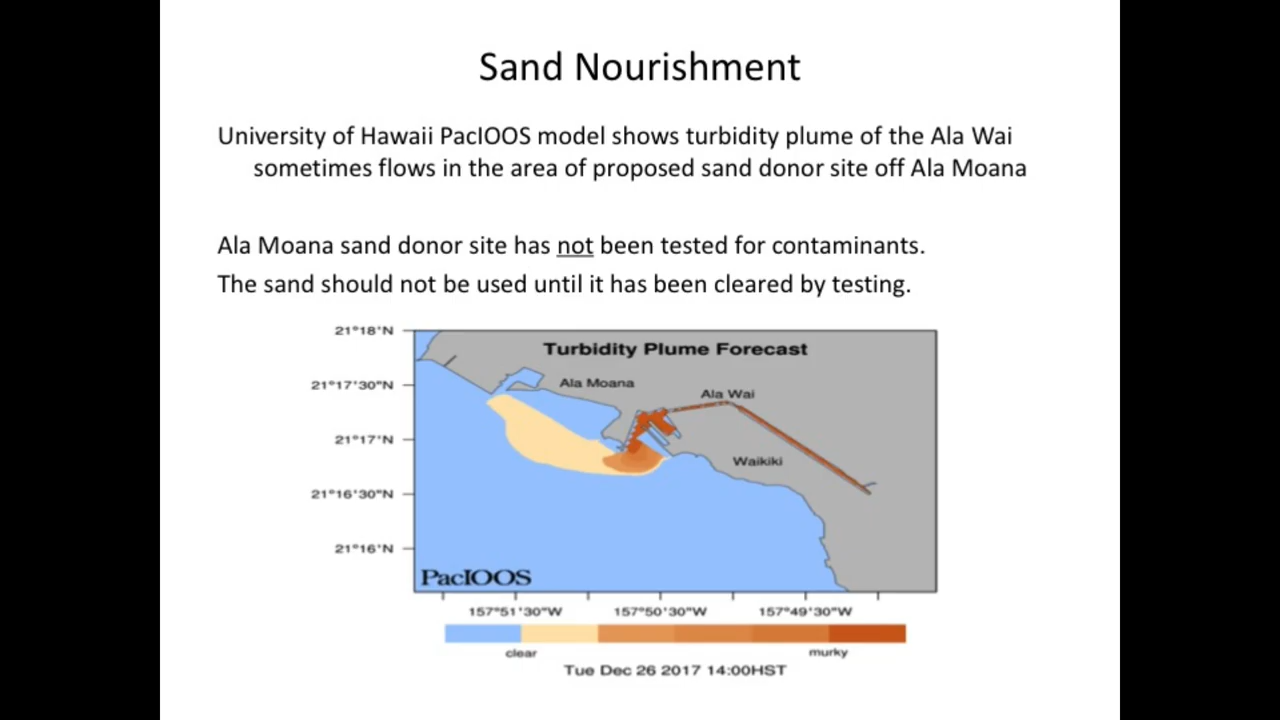 Sand Nourishment
University of Hawaii PacIOOS model shows turbidity plume of the Ala Wai
sometimes flows in the area of proposed sand donor site off Ala Moana
Ala Moana sand donor site has not been tested for contaminants.
The sand should not be used until it has been cleared by testing.
21°18'N
Turbidity Plume Forecast
21°17'30"N
Ala Moana
Ala Wai
21°17'N
Waikiki
21°16'30"N
21°16'N
PacIOOS
157°51'30"W 157°50'30"W 157°49'30"W
clear murky
Tue Dec 26 2017 14:00HST